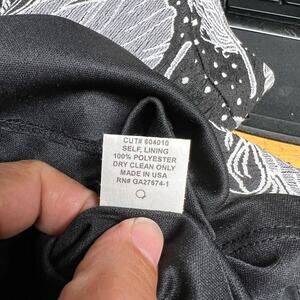 CUT# 604010
SELF, LINING
100% POLYESTER
DRY CLEAN ONLY
MADE IN USA
RN# GA27674-1